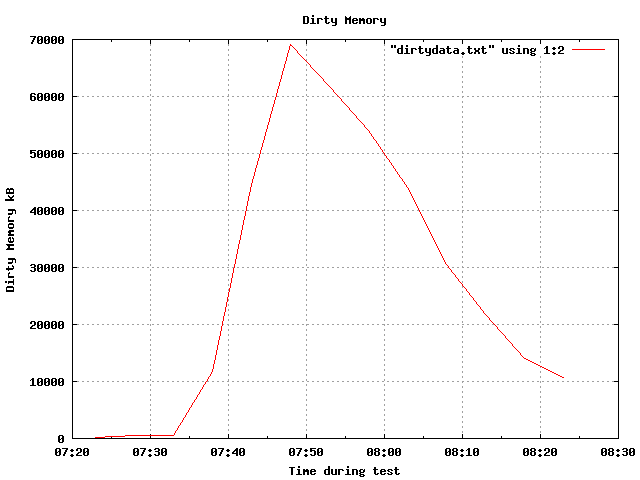 Dirty Memory
"dirtydata.txt" using 1:2
70000
60000
50000
40000
30000
20000
10000
0
Dirty Memory kB
07:20 07:30 07:40 07:50 08:00 08:10 08:20 08:30
Time during test